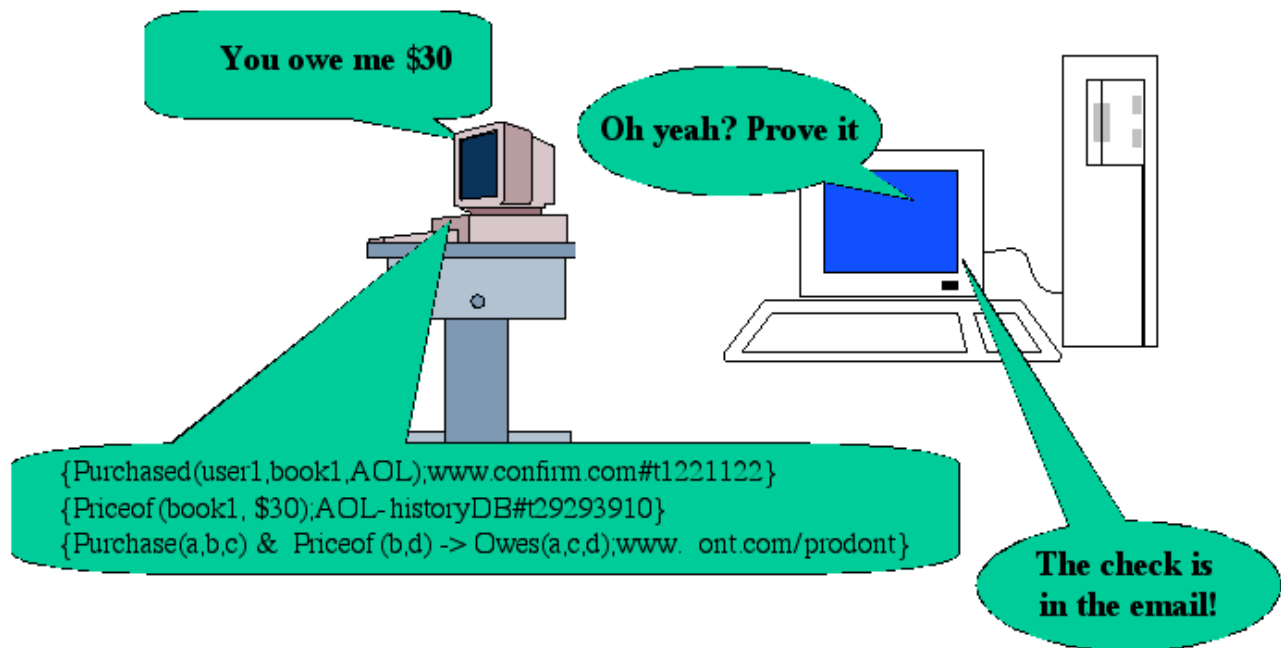 You owe me $30
Oh yeah? Prove it
{Purchased(user1,book1,AOL);www.confirm.com#t1221122}
{Priceof(book1, $30);AOL-historyDB#t29293910}
{Purchase(a,b,c) & Priceof(b,d) -> Owes(a,c,d);www. ont.com/prodont}
The check is
in the email!